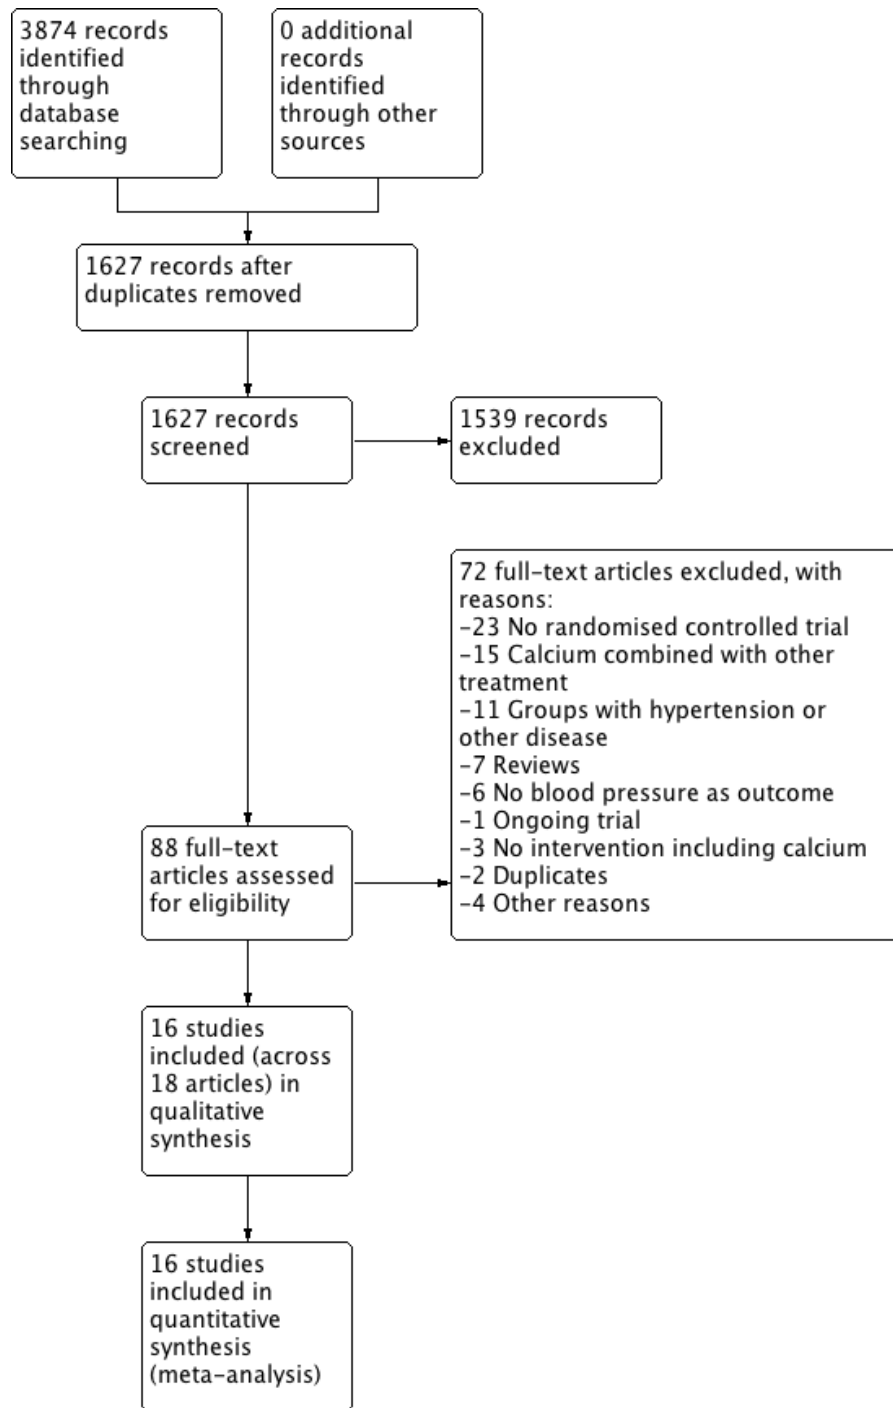 3874 records
identified
through
database
searching
0 additional
records
identified
through other
sources
1627 records after
duplicates removed
1627 records
screened
1539 records
excluded
72 full-text articles excluded, with
reasons:
-23 No randomised controlled trial
-15 Calcium combined with other
treatment
-11 Groups with hypertension or
other disease
-7 Reviews
-6 No blood pressure as outcome
-1 Ongoing trial
-3 No intervention including calcium
-2 Duplicates
-4 Other reasons
88 full-text
articles assessed
for eligibility
16 studies
included (across
18 articles) in
qualitative
synthesis
16 studies
included in
quantitative
synthesis
(meta-analysis)